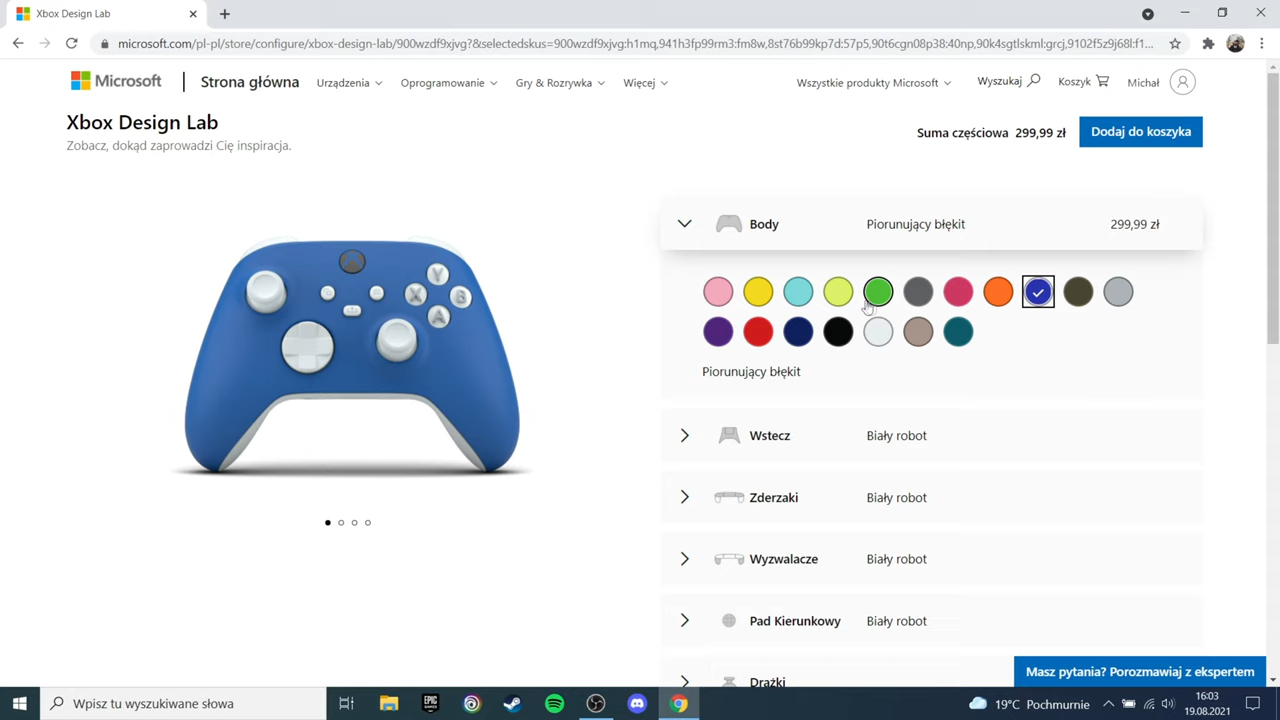 Xbox Design Lab
microsoft.com/pl-pl/store/configure/xbox-design-lab/900wzdf9xjvg?&selectedskus=900wzdf9xjvg:h1mq,941h3fp99rm3:fm8w,8st76b99kp7d:57p5,90t6cgn08p38:40np,90k4sgtlskml:grcj,9102f5z9j68l:f1...
Microsoft
Strona główna
Urządzenia
Oprogramowanie
Gry & Rozrywka
Więcej
Wszystkie produkty Microsoft
Wyszukaj
Koszyk
Michał
Xbox Design Lab
Zobacz, dokąd zaprowadzi Cię inspiracja.
Suma częściowa 299,99 zł
Dodaj do koszyka
Body Piorunujący błękit 299,99 zł
Piorunujący błękit
Wstecz Biały robot
Zderzaki Biały robot
Wyzwalacze Biały robot
Pad Kierunkowy Biały robot
Drążki
Y
X
B
A
Masz pytania? Porozmawiaj z ekspertem
Wpisz tu wyszukiwane słowa
EPIC GAMES
19°C Pochmurnie
16:03
19.08.2021